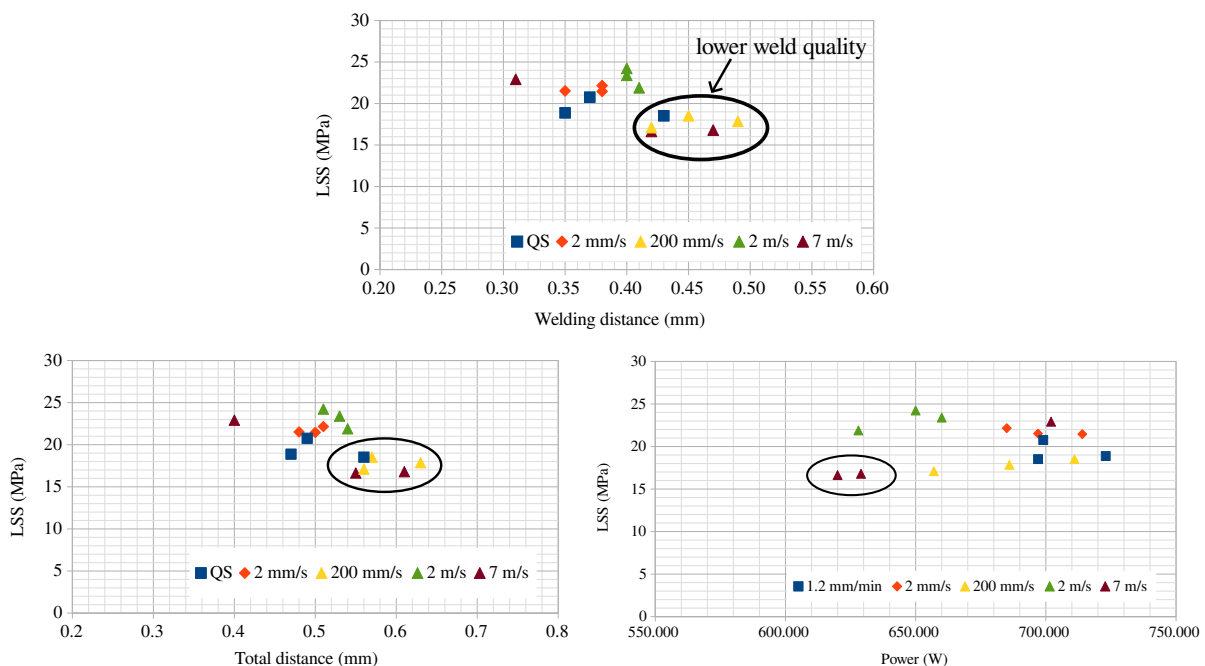 lower weld quality
LSS (MPa)
30
25
20
15
10
5
0
QS 2 mm/s 200 mm/s 2 m/s 7 m/s
0.20 0.25 0.30 0.35 0.40 0.45 0.50 0.55 0.60
Welding distance (mm)
LSS (MPa)
30
25
20
15
10
5
0
QS 2 mm/s 200 mm/s 2 m/s 7 m/s
0.2 0.3 0.4 0.5 0.6 0.7 0.8
Total distance (mm)
LSS (MPa)
30
25
20
15
10
5
0
1.2 mm/min 2 mm/s 200 mm/s 2 m/s 7 m/s
550.000 600.000 650.000 700.000 750.000
Power (W)